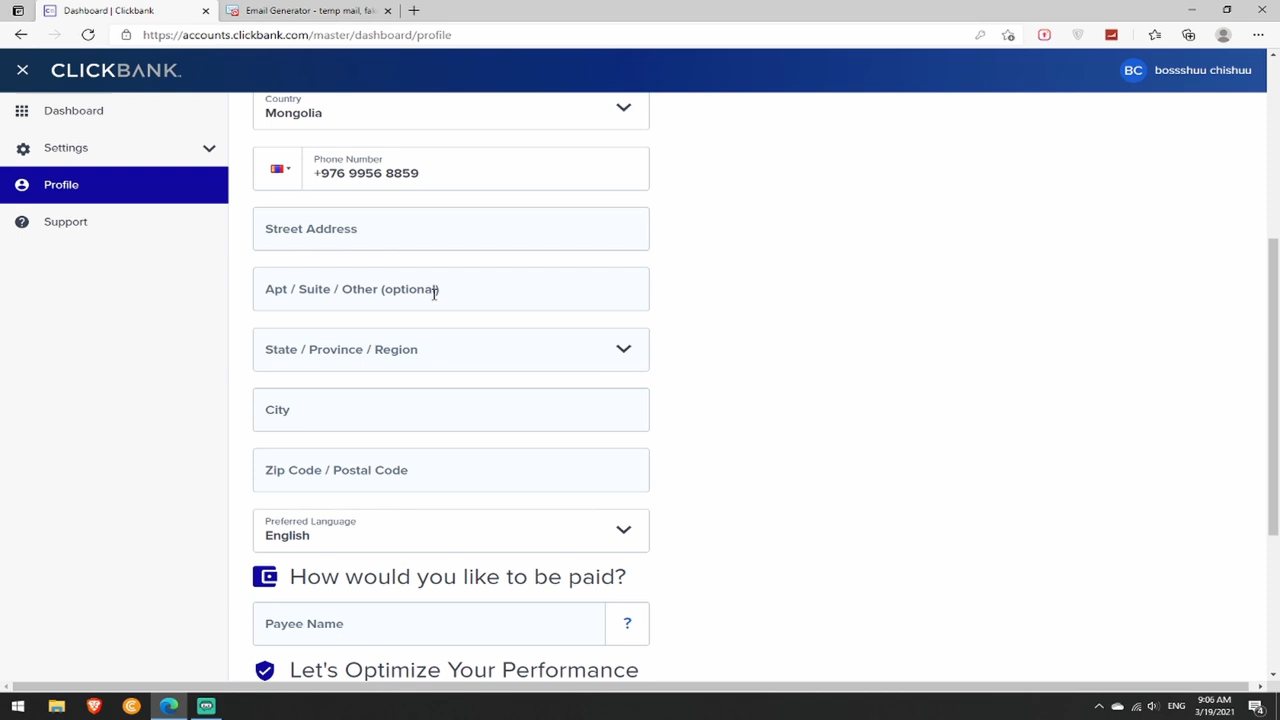 Dashboard | Clickbank
Email Generator - temp mail, fak
https://accounts.clickbank.com/master/dashboard/profile
CLICKBANK
BC bossshuu chishuu
Dashboard
Settings
Profile
Support
Country
Mongolia
Phone Number
+976 9956 8859
Street Address
Apt / Suite / Other (optional)
State / Province / Region
City
Zip Code / Postal Code
Preferred Language
English
How would you like to be paid?
Payee Name ?
Let's Optimize Your Performance
ENG
9:06 AM
3/19/2021
4